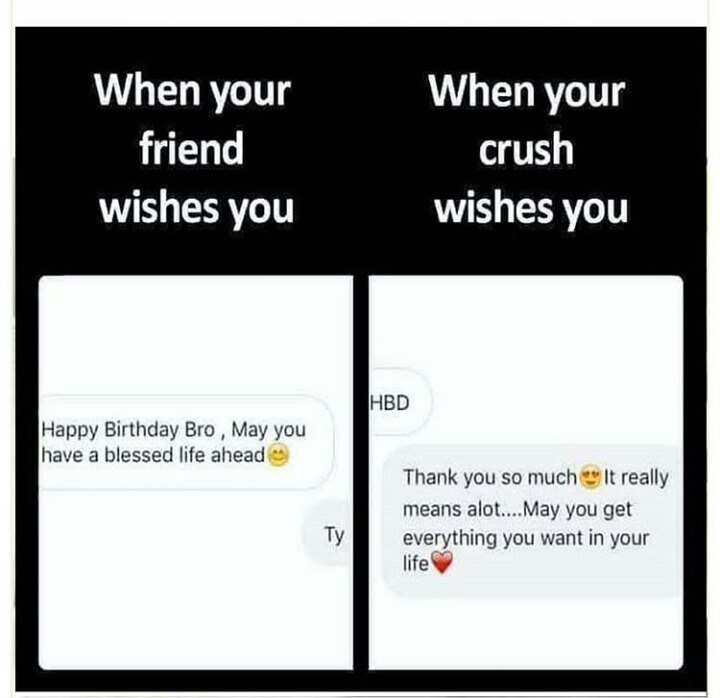 When your
friend
wishes you
When your
crush
wishes you
Happy Birthday Bro , May you
have a blessed life ahead😊
Ty
HBD
Thank you so much😍It really
means alot....May you get
everything you want in your
life❤️